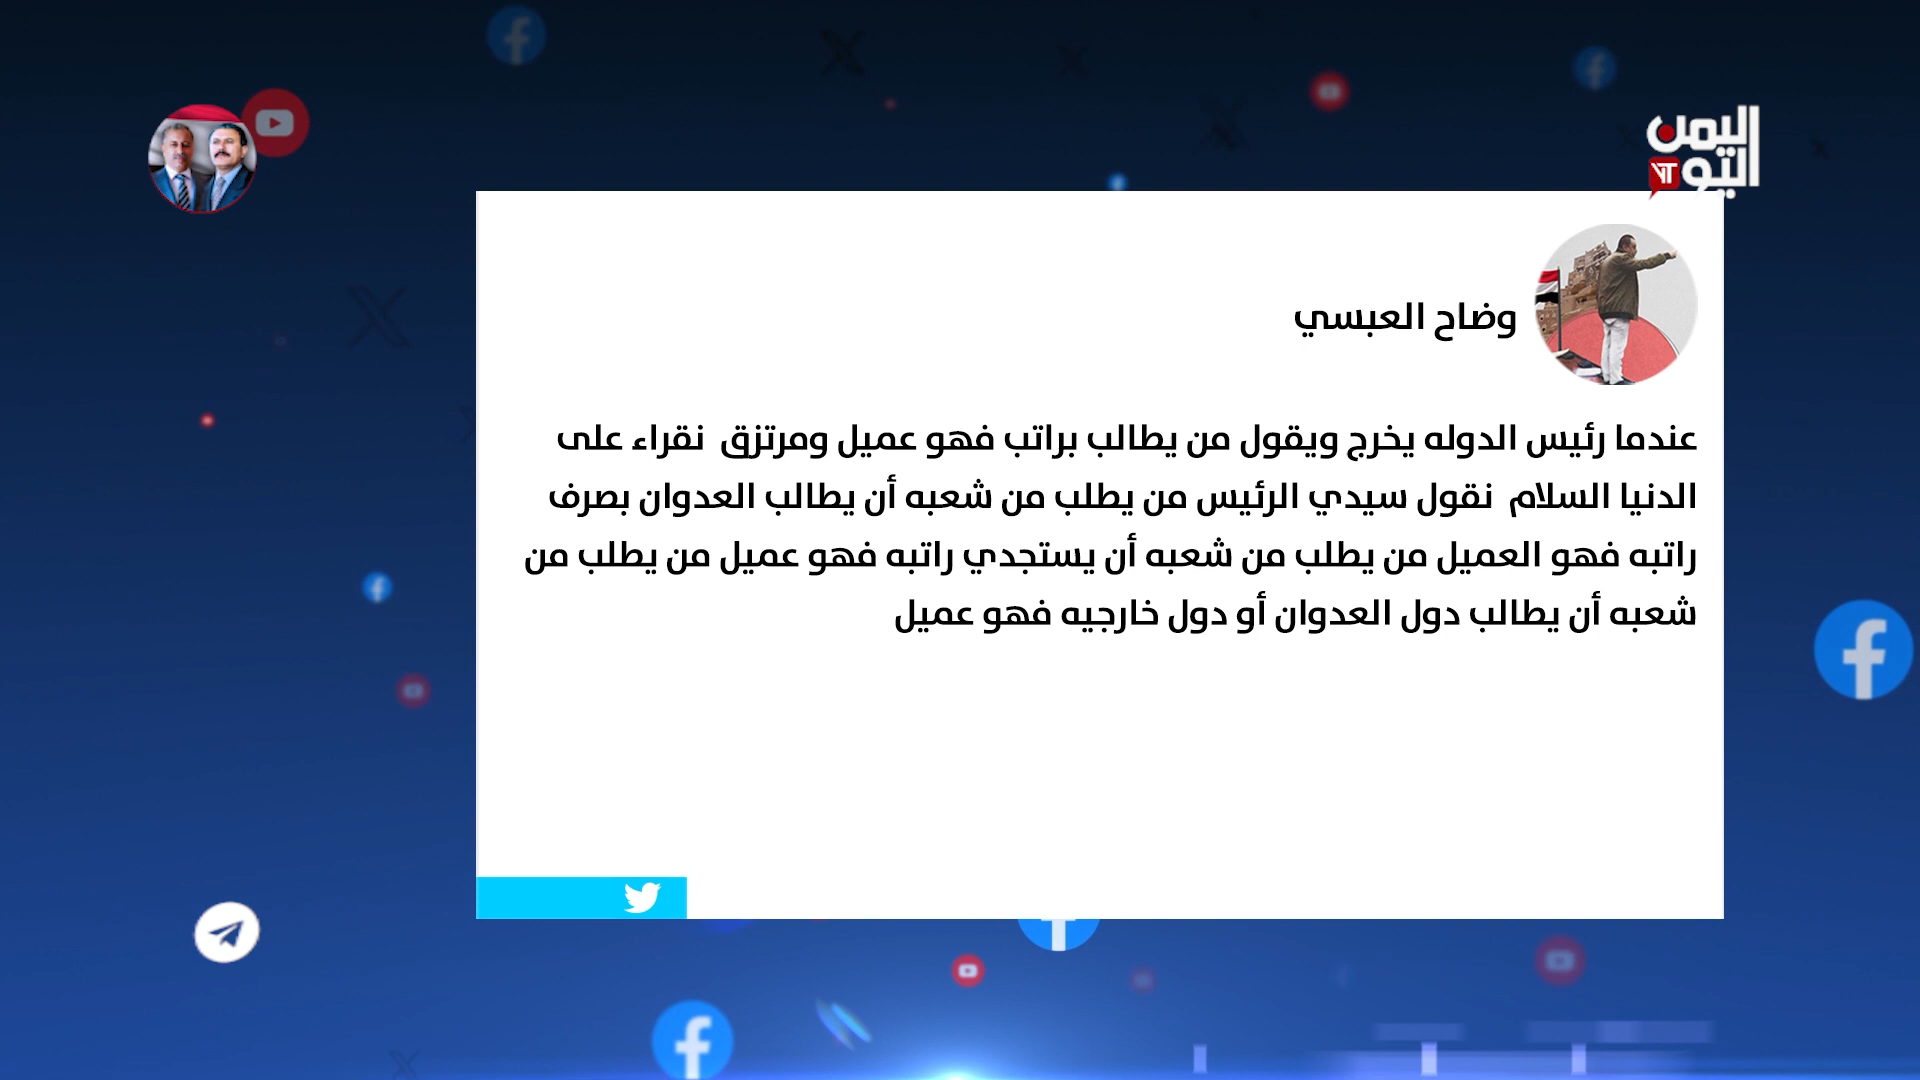 اليمن
اليوم
YT
وضاح العبسي
عندما رئيس الدوله يخرج ويقول من يطالب براتب فهو عميل ومرتزق نقراء على
الدنيا السلام نقول سيدي الرئيس من يطلب من شعبه أن يطالب العدوان بصرف
راتبه فهو العميل من يطلب من شعبه أن يستجدي راتبه فهو عميل من يطلب من
شعبه أن يطالب دول العدوان أو دول خارجيه فهو عميل